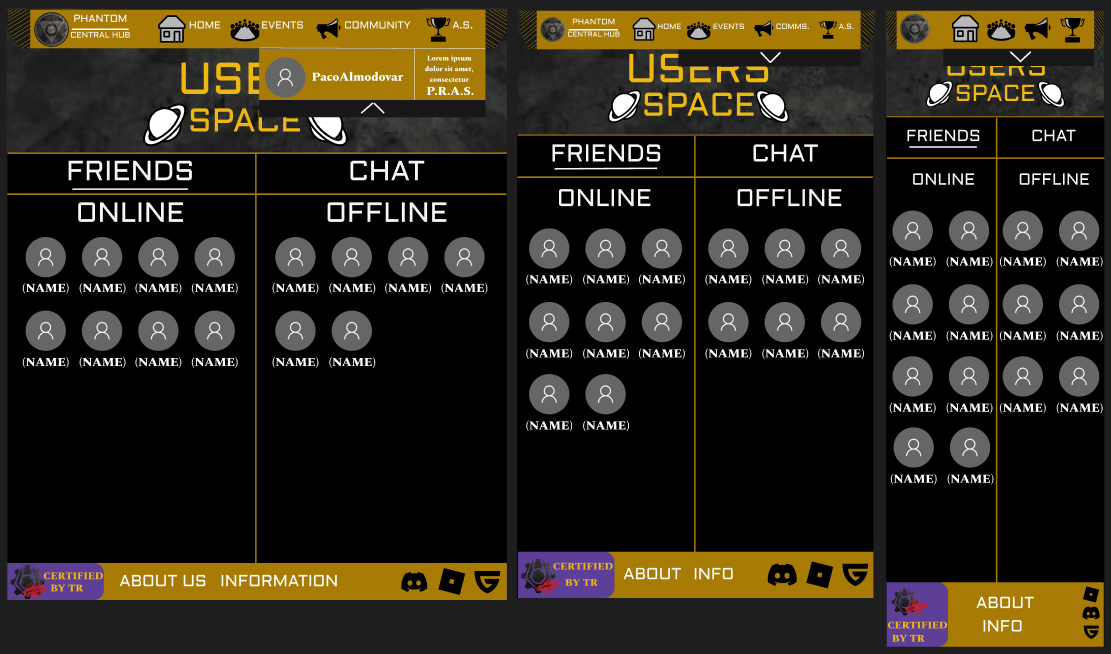 PHANTOM
CENTRAL HUB
HOME
EVENTS
COMMUNITY
A.S.
PacoAlmodovar
Lorem ipsum
dolor sit amet,
consectetur
P.R.A.S.
USE
SPACE
FRIENDS
CHAT
ONLINE
OFFLINE
(NAME) (NAME) (NAME) (NAME)
(NAME) (NAME) (NAME) (NAME)
(NAME) (NAME) (NAME) (NAME)
(NAME) (NAME)
CERTIFIED
BY TR
ABOUT US
INFORMATION
PHANTOM
CENTRAL HUB
HOME
EVENTS
COMMS.
A.S.
USERS
SPACE
FRIENDS
CHAT
ONLINE
OFFLINE
(NAME) (NAME) (NAME)
(NAME) (NAME) (NAME)
(NAME) (NAME)
(NAME) (NAME) (NAME)
(NAME) (NAME) (NAME)
CERTIFIED
BY TR
ABOUT
INFO
USERS
SPACE
FRIENDS
CHAT
ONLINE
OFFLINE
(NAME) (NAME)
(NAME) (NAME)
(NAME) (NAME)
(NAME) (NAME)
(NAME) (NAME)
(NAME) (NAME)
(NAME) (NAME)
CERTIFIED
BY TR
ABOUT
INFO